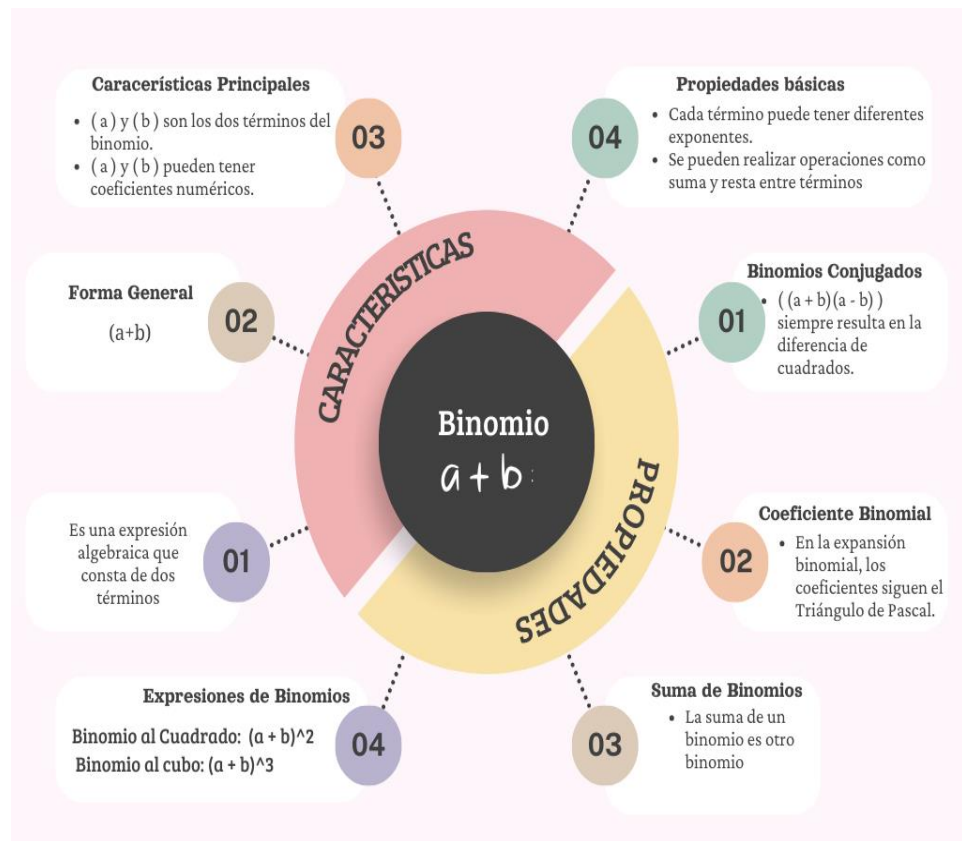 Caracerísticas Principales
• ( a ) y ( b ) son los dos términos del
binomio.
• ( a ) y ( b ) pueden tener
coeficientes numéricos.
03
Propiedades básicas
• Cada término puede tener diferentes
exponentes.
• Se pueden realizar operaciones como
suma y resta entre términos
04
Forma General
(a+b)
02
CARACTERISTICAS
Binomios Conjugados
• ( (a + b)(a - b) )
siempre resulta en la
diferencia de
cuadrados.
01
Binomio
a + b :
Es una expresión
algebraica que
consta de dos
términos
01
PROPIEDADES
Coeficiente Binomial
• En la expansión
binomial, los
coeficientes siguen el
Triángulo de Pascal.
02
Expresiones de Binomios
Binomio al Cuadrado: (a + b)^2
Binomio al cubo: (a + b)^3
04
Suma de Binomios
• La suma de un
binomio es otro
binomio
03